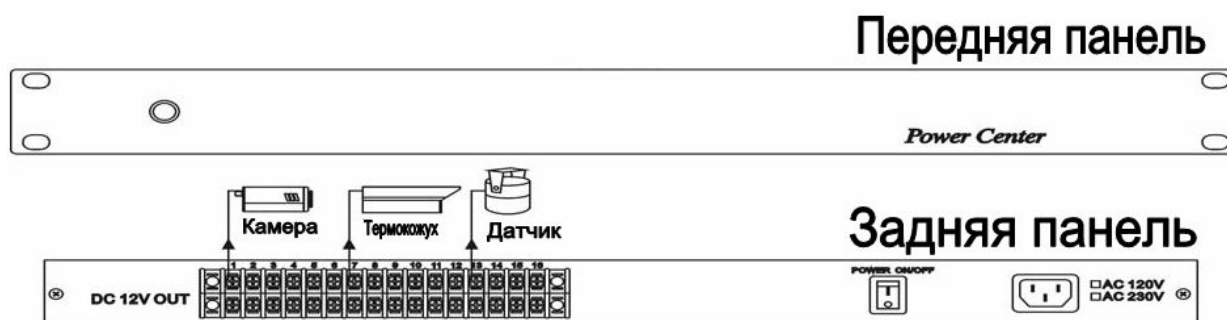 Передняя панель
Power Center
Камера
Термокожух
Датчик
Задняя панель
1 2 3 4 5 6 7 8 9 10 11 12 13 14 15 16
POWER ON/OFF
DC 12V OUT
□AC 120V
□AC 230V